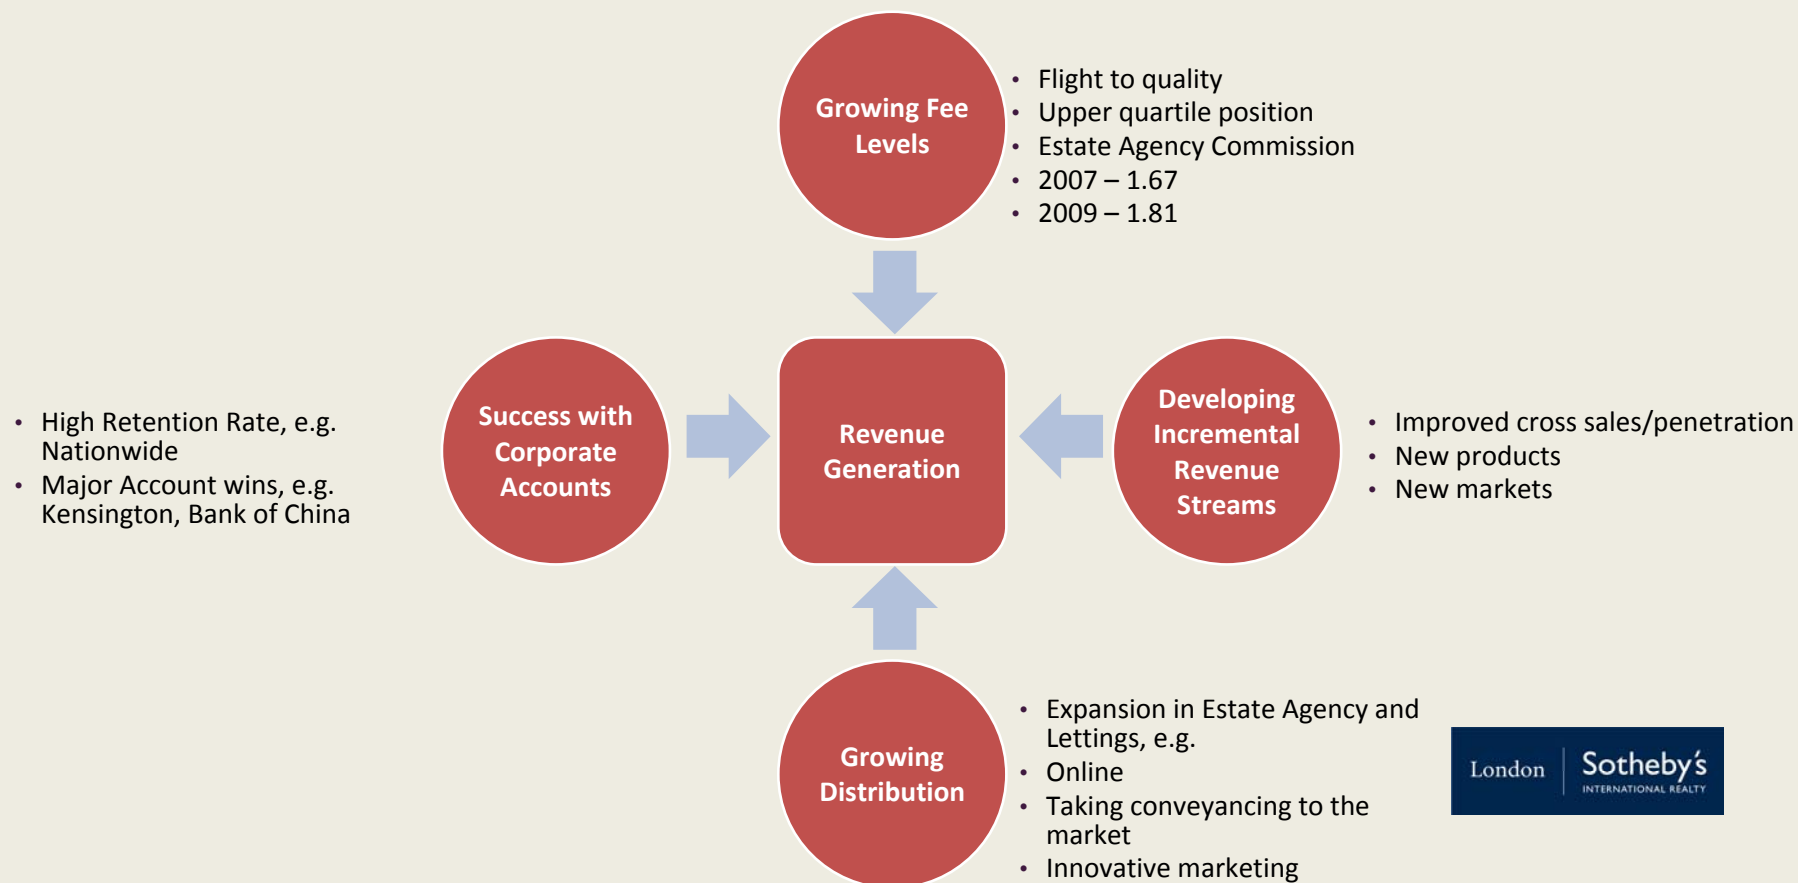 Growing Fee
Levels
• Flight to quality
• Upper quartile position
• Estate Agency Commission
• 2007 – 1.67
• 2009 – 1.81
• High Retention Rate, e.g.
Nationwide
• Major Account wins, e.g.
Kensington, Bank of China
Success with
Corporate
Accounts
Revenue
Generation
Developing
Incremental
Revenue
Streams
• Improved cross sales/penetration
• New products
• New markets
Growing
Distribution
• Expansion in Estate Agency and
Lettings, e.g.
• Online
• Taking conveyancing to the
market
• Innovative marketing
London
Sotheby's
INTERNATIONAL REALTY